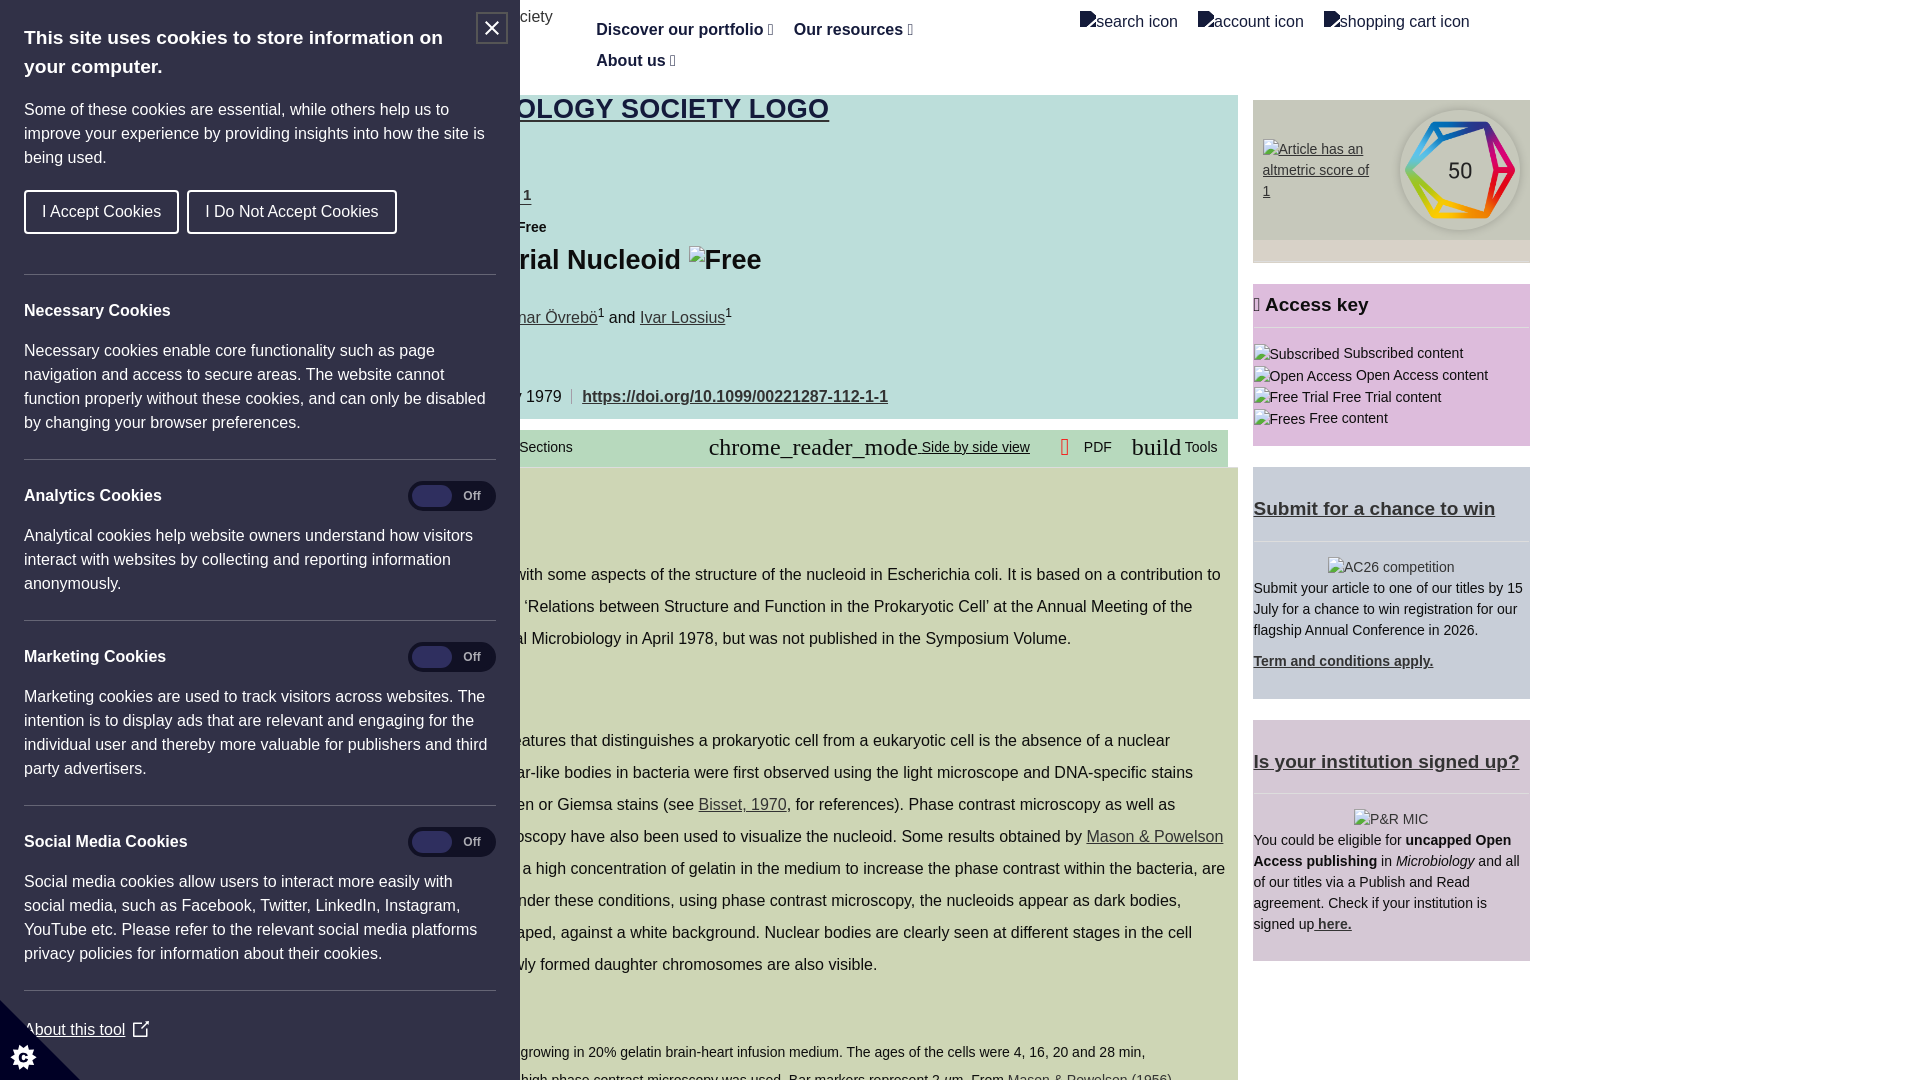 This site uses cookies to store information on
your computer.
Some of these cookies are essential, while others help us to
improve your experience by providing insights into how the site is
being used.
I Accept Cookies
I Do Not Accept Cookies
Necessary Cookies
Necessary cookies enable core functionality such as page
navigation and access to secure areas. The website cannot
function properly without these cookies, and can only be disabled
by changing your browser preferences.
Analytics Cookies
Off
Analytical cookies help website owners understand how visitors
interact with websites by collecting and reporting information
anonymously.
Marketing Cookies
Off
Marketing cookies are used to track visitors across websites. The
intention is to display ads that are relevant and engaging for the
individual user and thereby more valuable for publishers and third
party advertisers.
Social Media Cookies
Off
Social media cookies allow users to interact more easily with
social media, such as Facebook, Twitter, LinkedIn, Instagram,
YouTube etc. Please refer to the relevant social media platforms
privacy policies for information about their cookies.
About this tool
ciety
Discover our portfolio
Our resources
About us
search icon
account icon
shopping cart icon
OLOGY SOCIETY LOGO
1
Free
rial Nucleoid Free
nar Övrebö1 and Ivar Lossius1
1979
https://doi.org/10.1099/00221287-112-1-1
Sections
chrome_reader_mode Side by side view
PDF
build Tools
with some aspects of the structure of the nucleoid in Escherichia coli. It is based on a contribution to
‘Relations between Structure and Function in the Prokaryotic Cell’ at the Annual Meeting of the
al Microbiology in April 1978, but was not published in the Symposium Volume.
eatures that distinguishes a prokaryotic cell from a eukaryotic cell is the absence of a nuclear
ar-like bodies in bacteria were first observed using the light microscope and DNA-specific stains
en or Giemsa stains (see Bisset, 1970, for references). Phase contrast microscopy as well as
oscopy have also been used to visualize the nucleoid. Some results obtained by Mason & Powelson
a high concentration of gelatin in the medium to increase the phase contrast within the bacteria, are
nder these conditions, using phase contrast microscopy, the nucleoids appear as dark bodies,
aped, against a white background. Nuclear bodies are clearly seen at different stages in the cell
wly formed daughter chromosomes are also visible.
growing in 20% gelatin brain-heart infusion medium. The ages of the cells were 4, 16, 20 and 28 min,
high phase contrast microscopy was used. Bar markers represent 2 μm. From Mason & Powelson (1956).
Article has an
altmetric score of
1
50
Access key
Subscribed Subscribed content
Open Access Open Access content
Free Trial Free Trial content
Frees Free content
Submit for a chance to win
AC26 competition
Submit your article to one of our titles by 15
July for a chance to win registration for our
flagship Annual Conference in 2026.
Term and conditions apply.
Is your institution signed up?
P&R MIC
You could be eligible for uncapped Open
Access publishing in Microbiology and all
of our titles via a Publish and Read
agreement. Check if your institution is
signed up here.